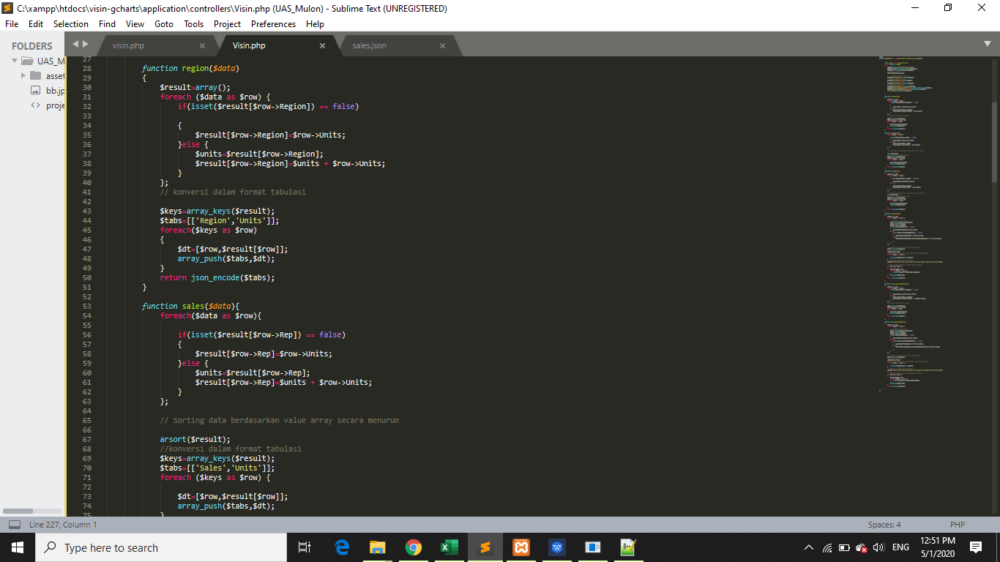 C:\xampp\htdocs\visin-gcharts\application\controllers\Visin.php (UAS_Mulon) - Sublime Text (UNREGISTERED)
File Edit Selection Find View Goto Tools Project Preferences Help
FOLDERS
UAS_M
asset
bb.jp
proje
visin.php
Visin.php
sales.json
27
28 function region($data)
29 {
30 $result=array();
31 foreach ($data as $row) {
32 if(isset($result[$row->Region]) == false)
33
34 {
35 $result[$row->Region]=$row->Units;
36 }else {
37 $units=$result[$row->Region];
38 $result[$row->Region]=$units + $row->Units;
39 }
40 };
41 // konversi dalam format tabulasi
42
43 $keys=array_keys($result);
44 $tabs=[['Region','Units']];
45 foreach($keys as $row)
46 {
47 $dt=[$row,$result[$row]];
48 array_push($tabs,$dt);
49 }
50 return json_encode($tabs);
51 }
52
53 function sales($data){
54 foreach($data as $row){
55
56 if(isset($result[$row->Rep]) == false)
57 {
58 $result[$row->Rep]=$row->Units;
59 }else {
60 $units=$result[$row->Rep];
61 $result[$row->Rep]=$units + $row->Units;
62 }
63 };
64
65 // Sorting data berdasarkan value array secara menurun
66
67 arsort($result);
68 //konversi dalam format tabulasi
69 $keys=array_keys($result);
70 $tabs=[['Sales','Units']];
71 foreach ($keys as $row) {
72
73 $dt=[$row,$result[$row]];
74 array_push($tabs,$dt);
75 }
Line 227, Column 1
Spaces: 4
PHP
Type here to search
ENG
12:51 PM
5/1/2020